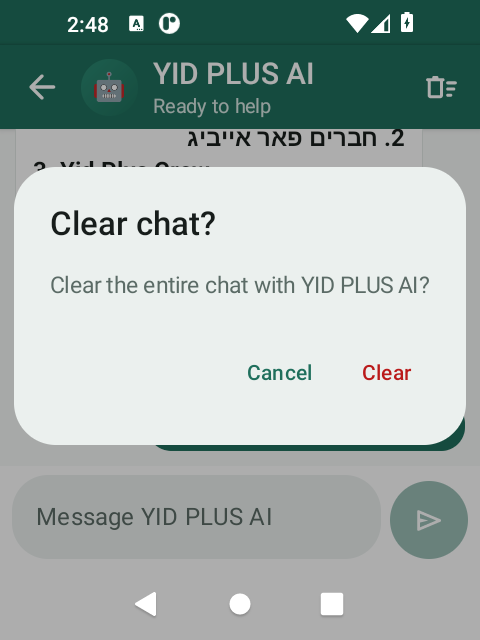 2:48
YID PLUS AI
Ready to help
2. חברים פאר אייביג
Clear chat?
Clear the entire chat with YID PLUS AI?
Cancel
Clear
Message YID PLUS AI